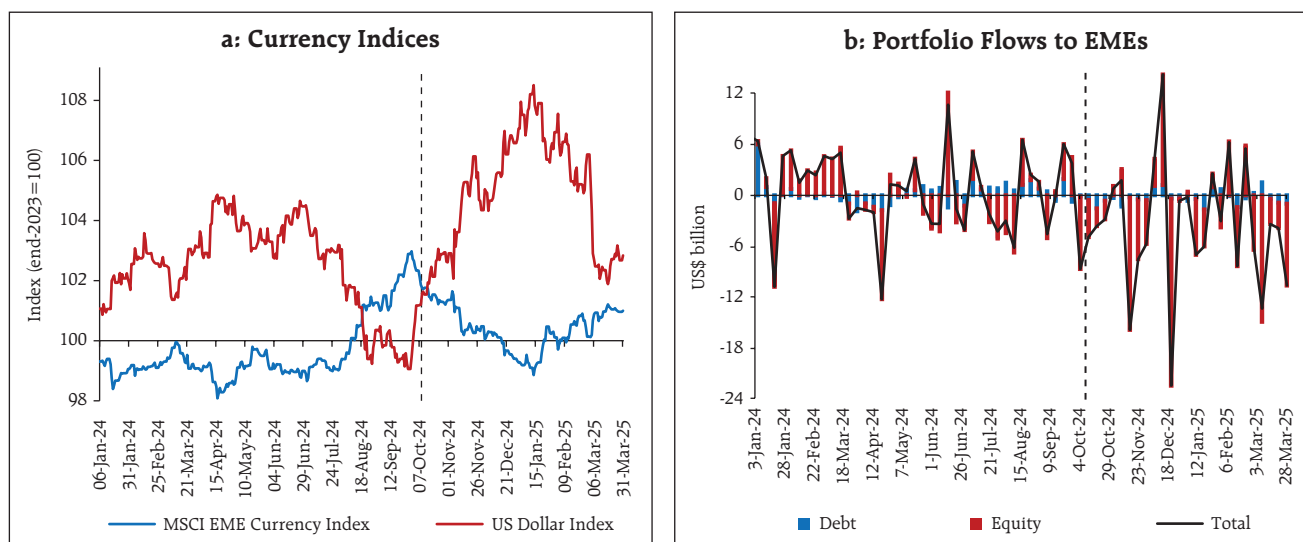 a: Currency Indices
Index (end-2023=100)
108
106
104
102
100
98
06-Jan-24
31-Jan-24
25-Feb-24
21-Mar-24
15-Apr-24
10-May-24
04-Jun-24
29-Jun-24
24-Jul-24
18-Aug-24
12-Sep-24
07-Oct-24
01-Nov-24
26-Nov-24
21-Dec-24
15-Jan-25
09-Feb-25
06-Mar-25
31-Mar-25
MSCI EME Currency Index
US Dollar Index
b: Portfolio Flows to EMEs
US$ billion
12
6
0
-6
-12
-18
-24
3-Jan-24
28-Jan-24
22-Feb-24
18-Mar-24
12-Apr-24
7-May-24
1-Jun-24
26-Jun-24
21-Jul-24
15-Aug-24
9-Sep-24
4-Oct-24
29-Oct-24
23-Nov-24
18-Dec-24
12-Jan-25
6-Feb-25
3-Mar-25
28-Mar-25
Debt
Equity
Total